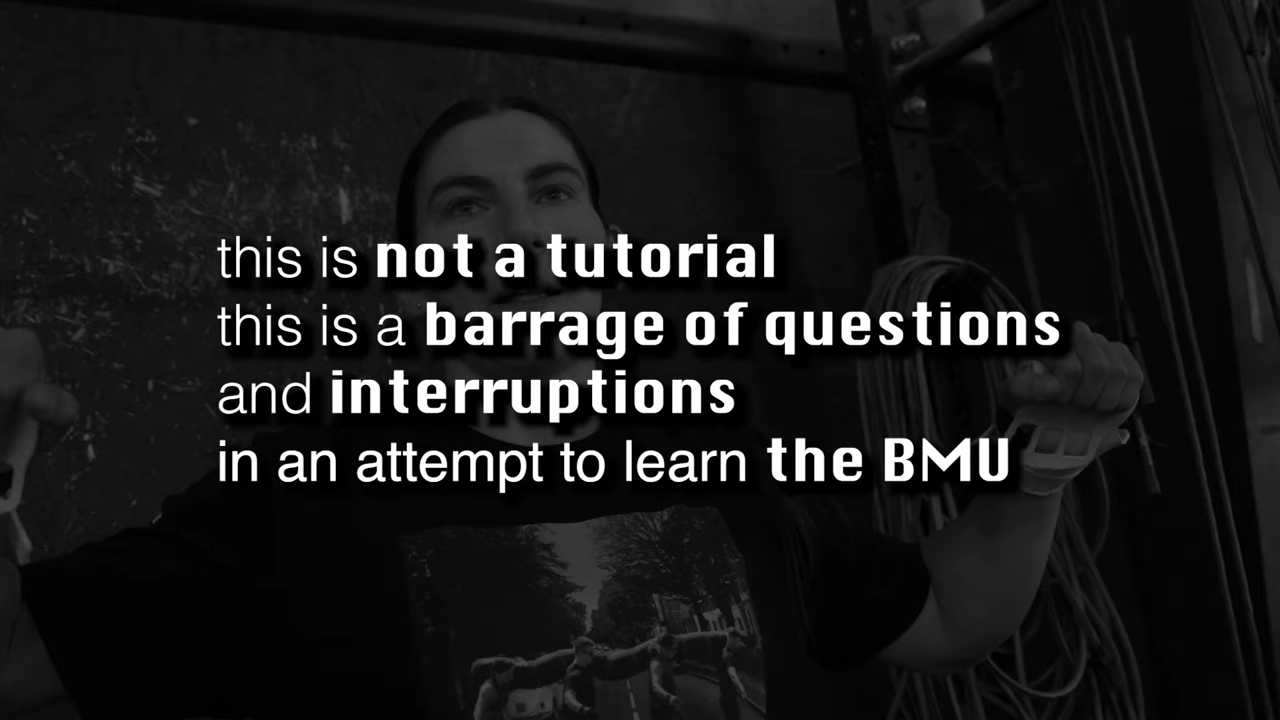 this is not a tutorial
this is a barrage of questions
and interruptions
in an attempt to learn the BMU